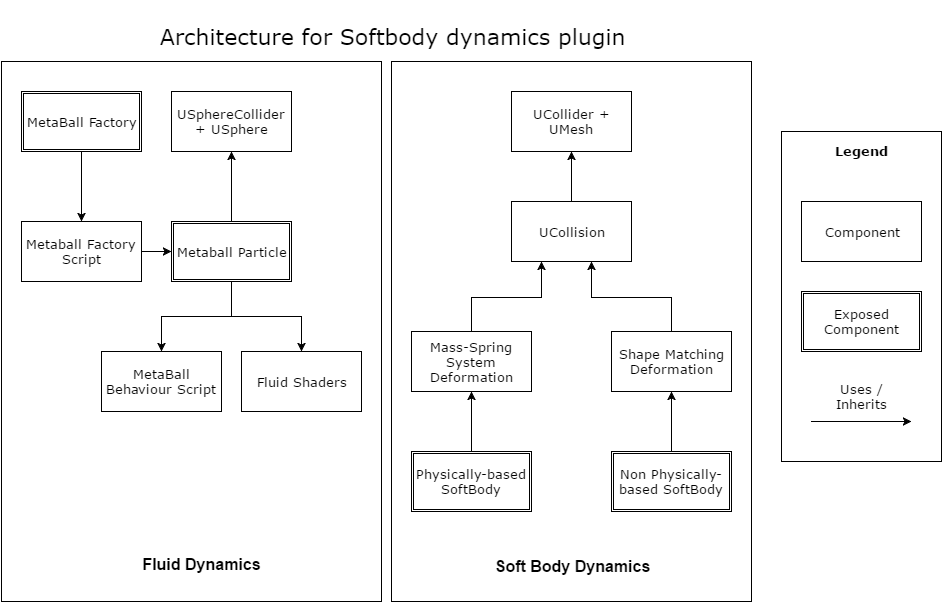 Architecture for Softbody dynamics plugin
MetaBall Factory
USphereCollider
+ USphere
Metaball Factory
Script
Metaball Particle
MetaBall
Behaviour Script
Fluid Shaders
Fluid Dynamics
UCollider +
UMesh
UCollision
Mass-Spring
System
Deformation
Shape Matching
Deformation
Physically-based
SoftBody
Non Physically-
based SoftBody
Soft Body Dynamics
Legend
Component
Exposed
Component
Uses /
Inherits